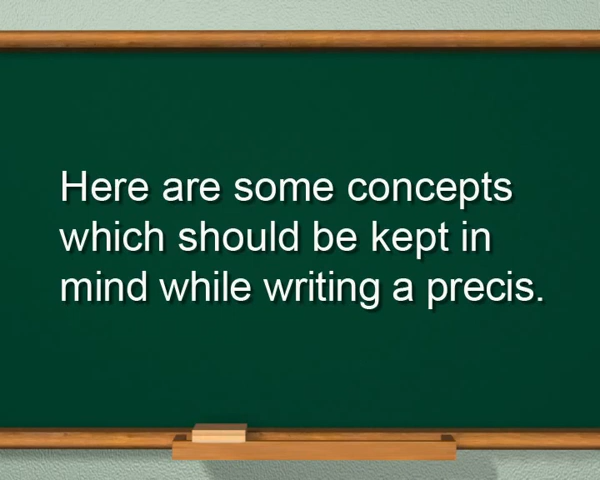 Here are some concepts
which should be kept in
mind while writing a precis.